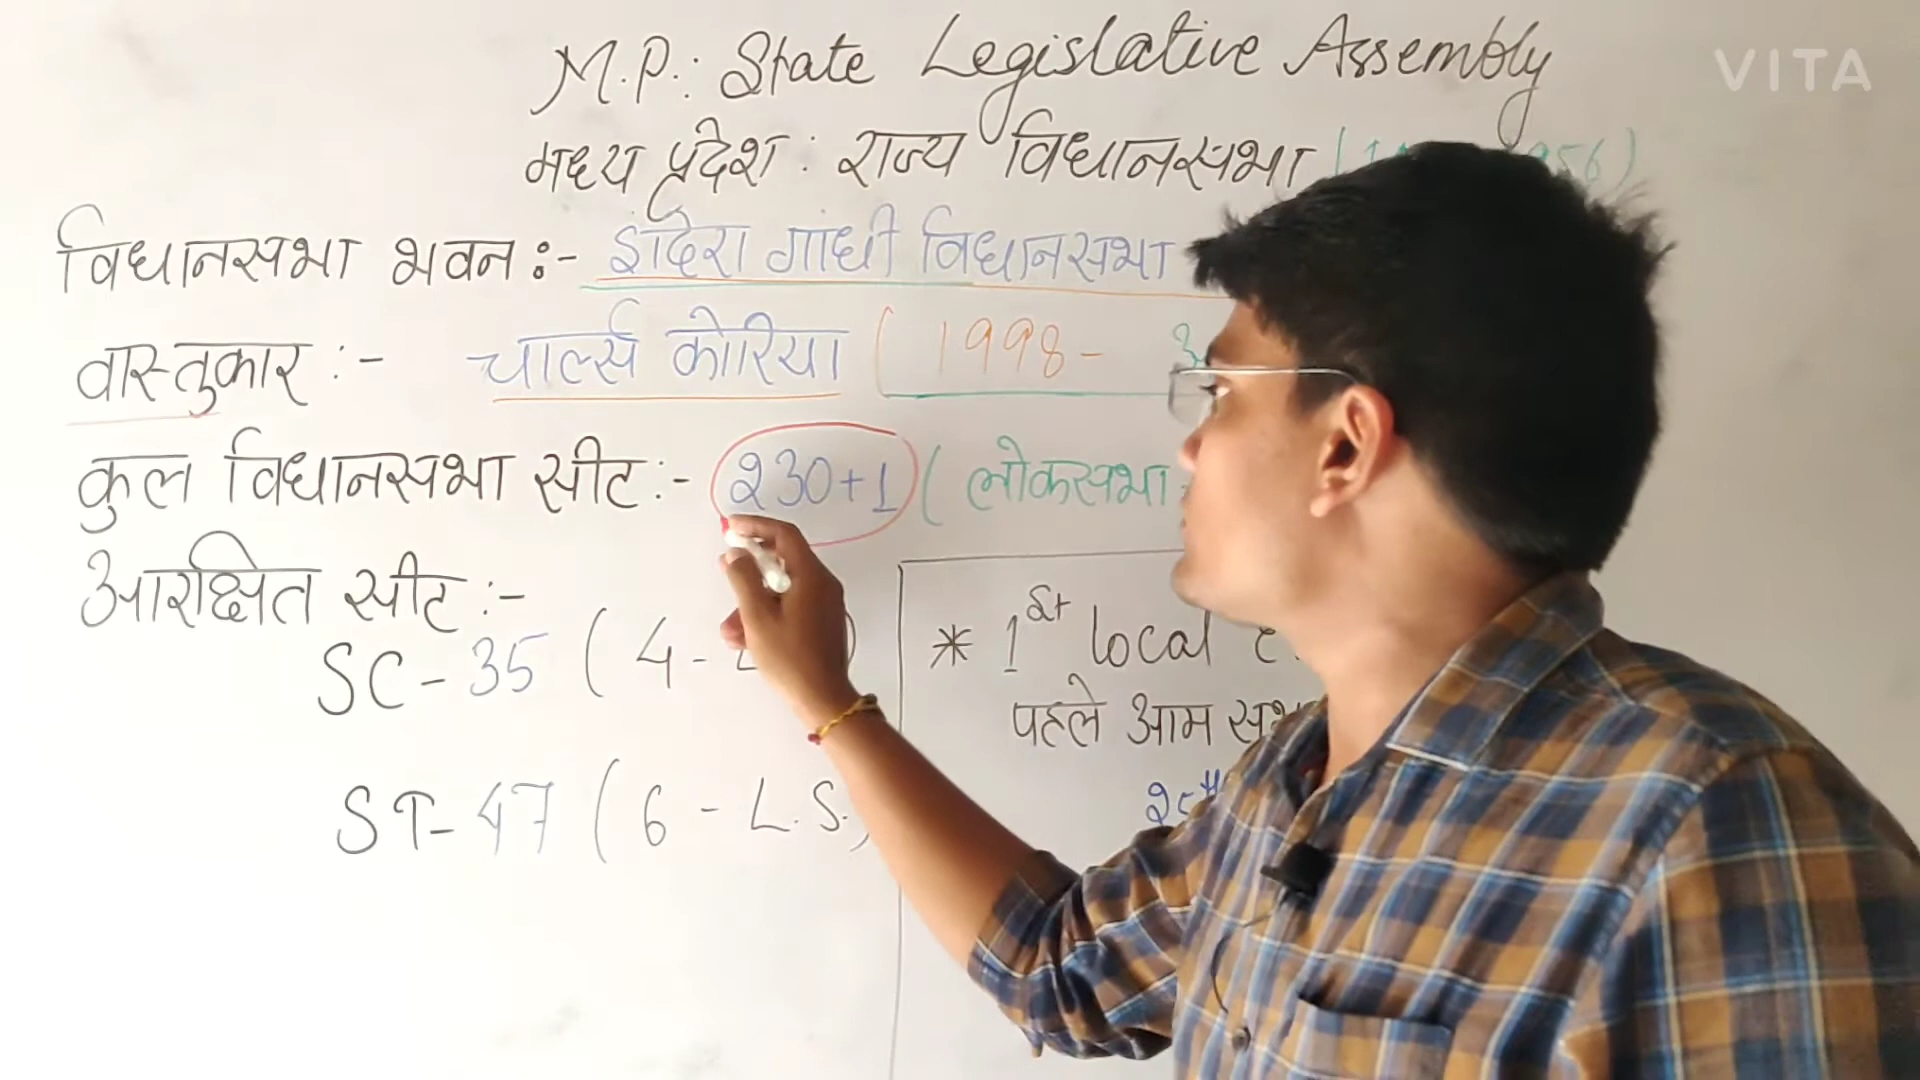 M.P.: State Legislative Assembly
VITA
मध्य प्रदेश : राज्य विधानसभा
विधानसभा भवन :- इंदिरा गांधी विधानसभा
वास्तुकार :- चार्ल्स कोरिया ( 1998-
कुल विधानसभा सीट :- 230+1 ( लोकसभा
आरक्षित सीट :-
SC - 35 ( 4 -
* 1st local
पहले आम
ST - 47 ( 6 - L.S.)